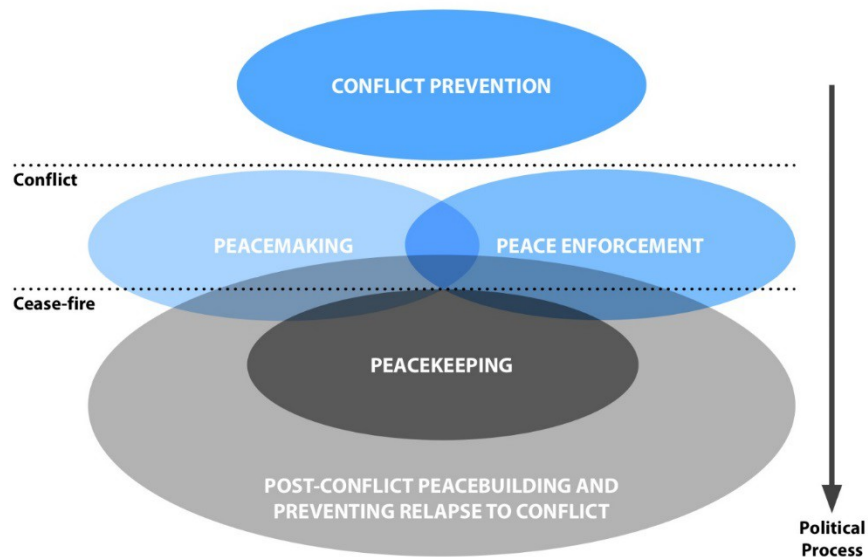 CONFLICT PREVENTION
Conflict
PEACEMAKING
PEACE ENFORCEMENT
Cease-fire
PEACEKEEPING
POST-CONFLICT PEACEBUILDING AND
PREVENTING RELAPSE TO CONFLICT
Political
Process